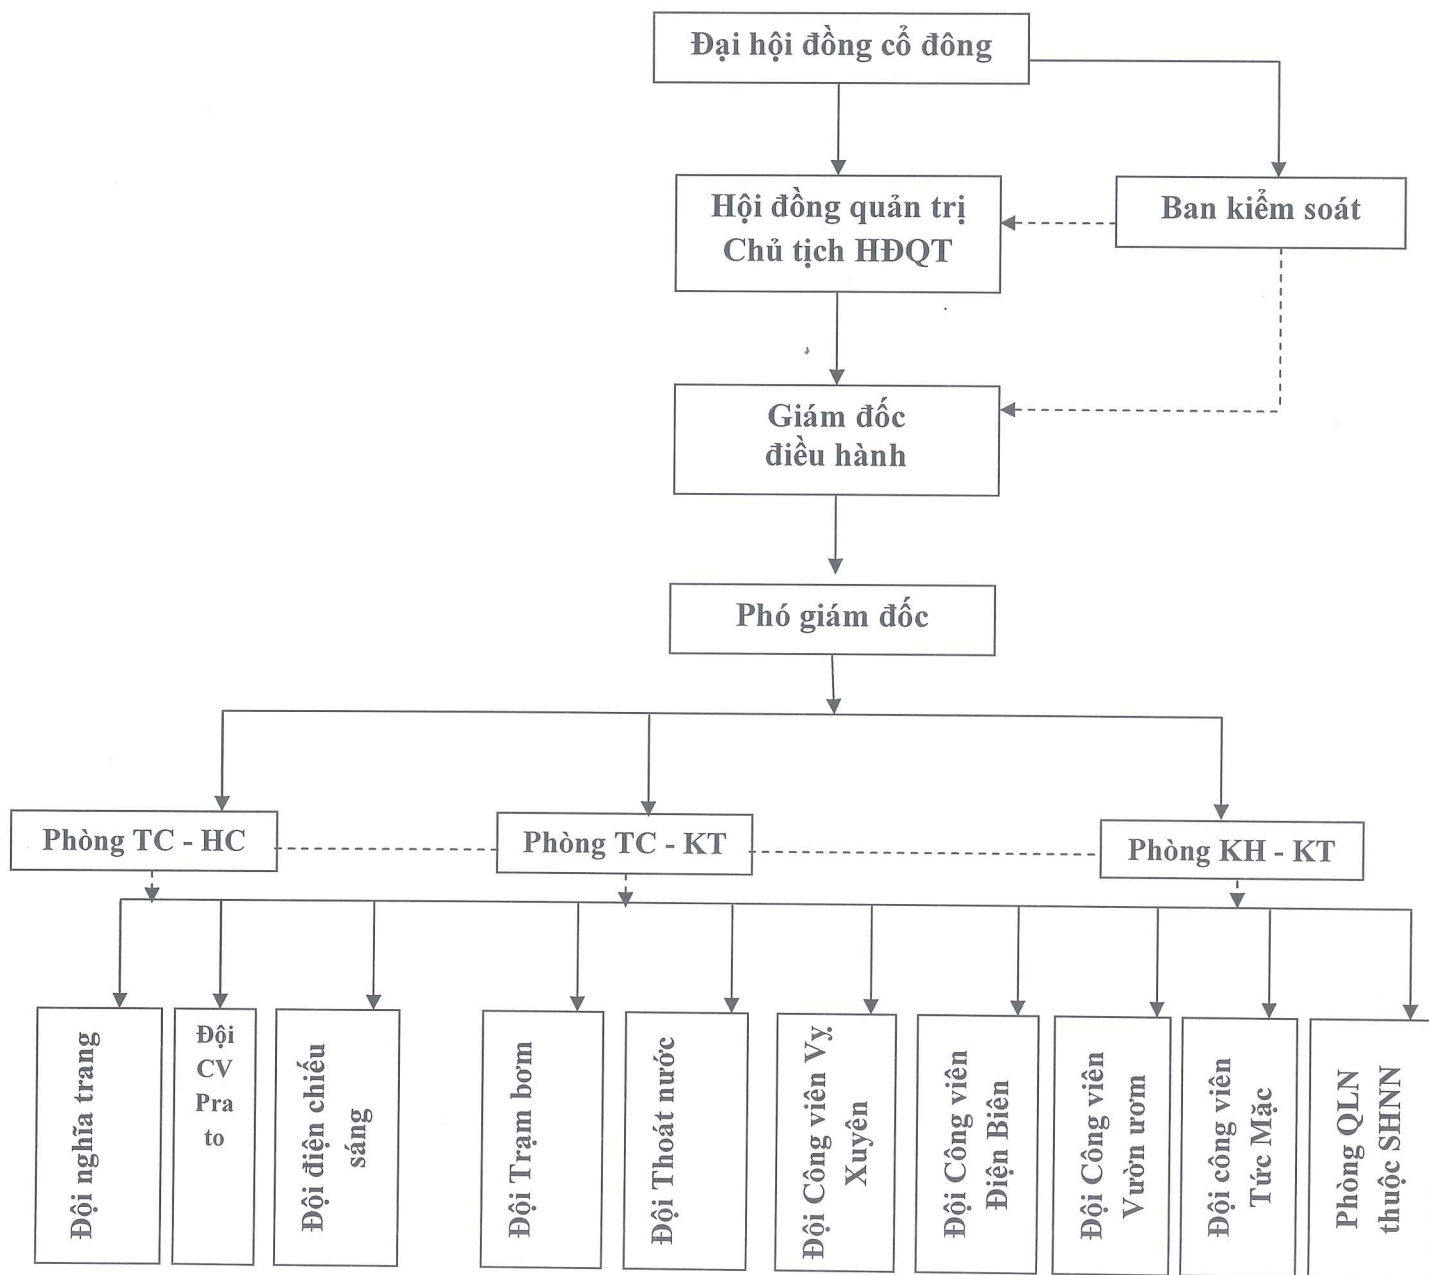 Đại hội đồng cổ đông
Hội đồng quản trị
Chủ tịch HĐQT
Ban kiểm soát
Giám đốc
điều hành
Phó giám đốc
Phòng TC - HC
Phòng TC - KT
Phòng KH - KT
Đội nghĩa trang
Đội
CV
Pra
to
Đội điện chiếu
sáng
Đội Trạm bơm
Đội Thoát nước
Đội Công viên Vỵ
Xuyên
Đội Công viên
Điện Biên
Đội Công viên
Vườn ươm
Đội công viên
Tức Mặc
Phòng QLN
thuộc SHNN